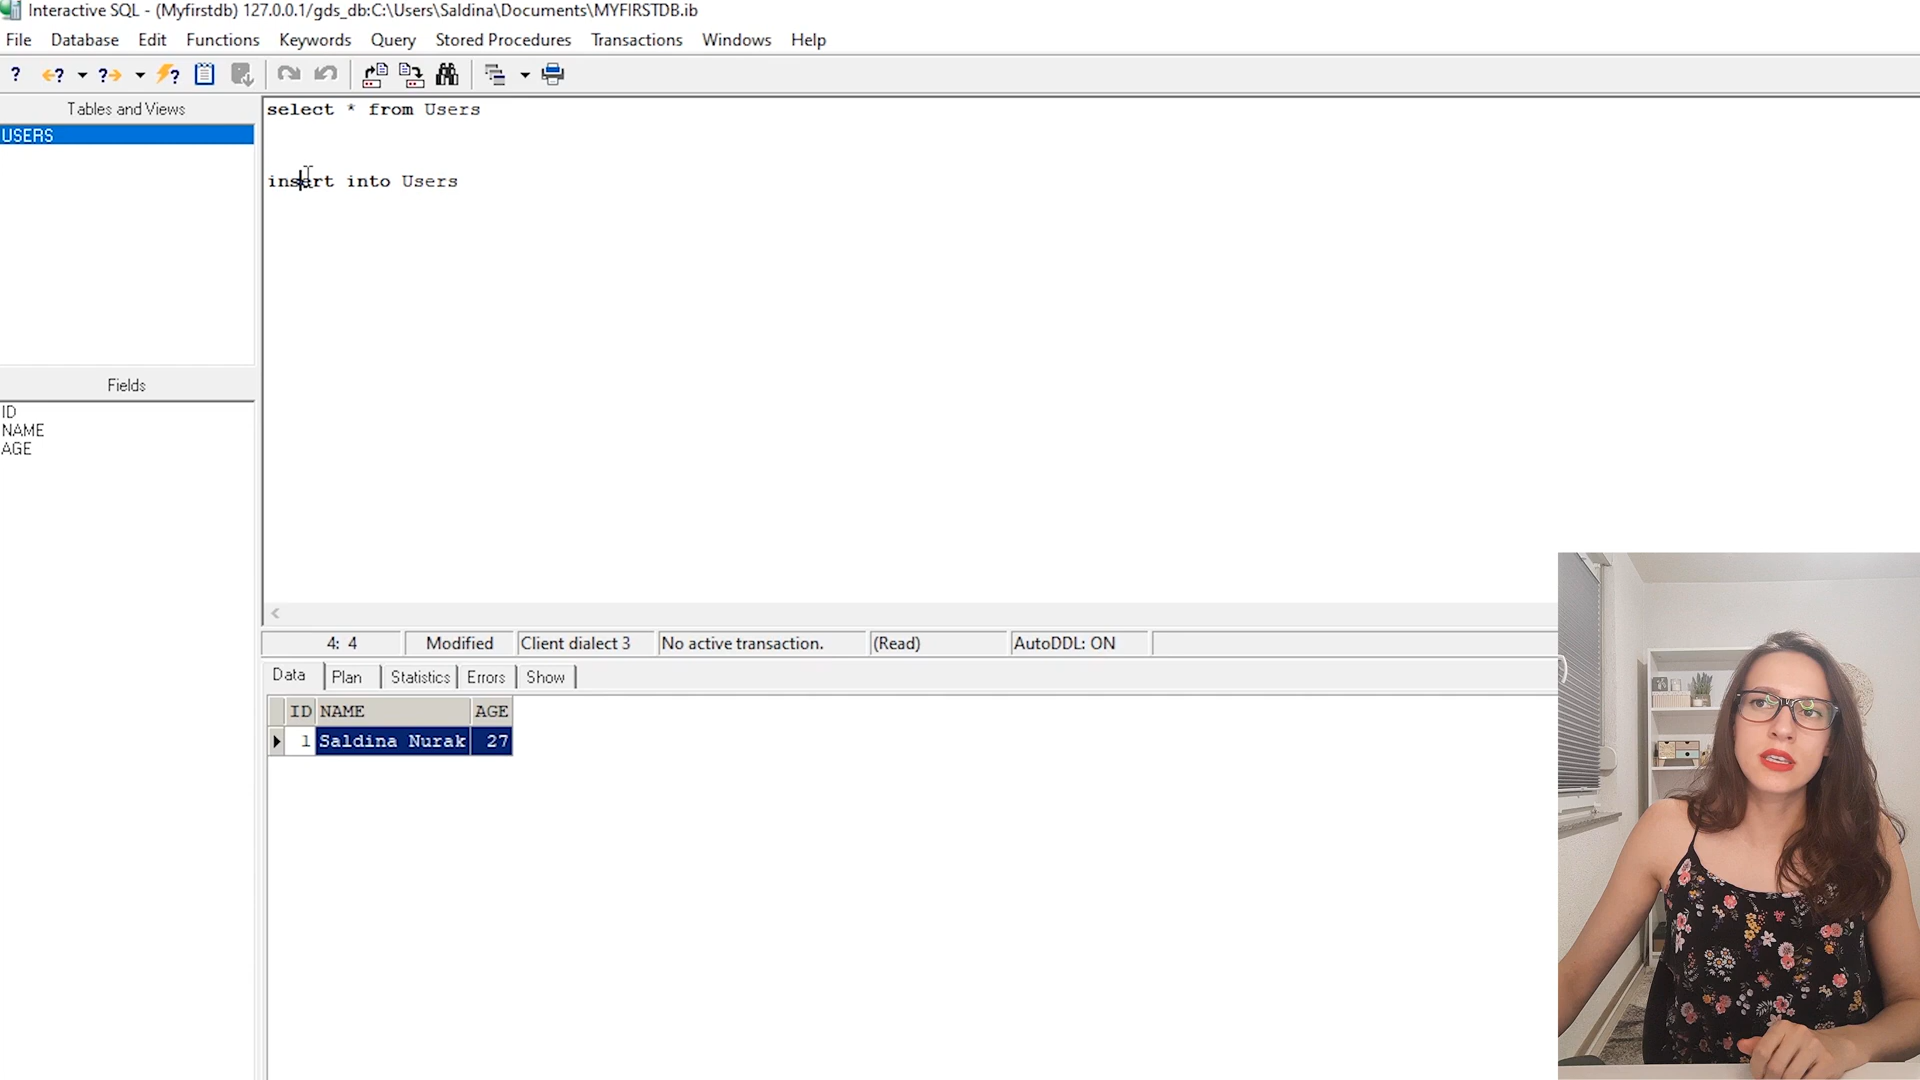 Interactive SQL - (Myfirstdb) 127.0.0.1/gds_db:C:\Users\Saldina\Documents\MYFIRSTDB.ib
File Database Edit Functions Keywords Query Stored Procedures Transactions Windows Help
Tables and Views
USERS
select * from Users
insert into Users
Fields
ID
NAME
AGE
4: 4 Modified Client dialect 3 No active transaction. (Read) AutoDDL: ON
Data Plan Statistics Errors Show
ID NAME AGE
1 Saldina Nurak 27